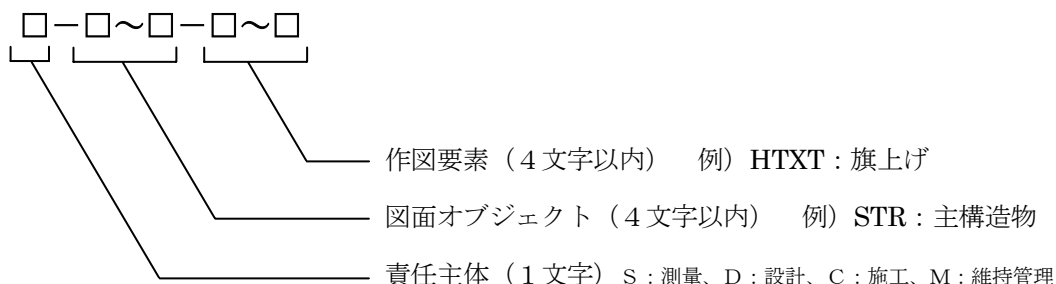 □－□～□－□～□
作図要素（４文字以内）　例）HTXT：旗上げ
図面オブジェクト（４文字以内）　例）STR：主構造物
責任主体（１文字）Ｓ：測量、Ｄ：設計、Ｃ：施工、Ｍ：維持管理